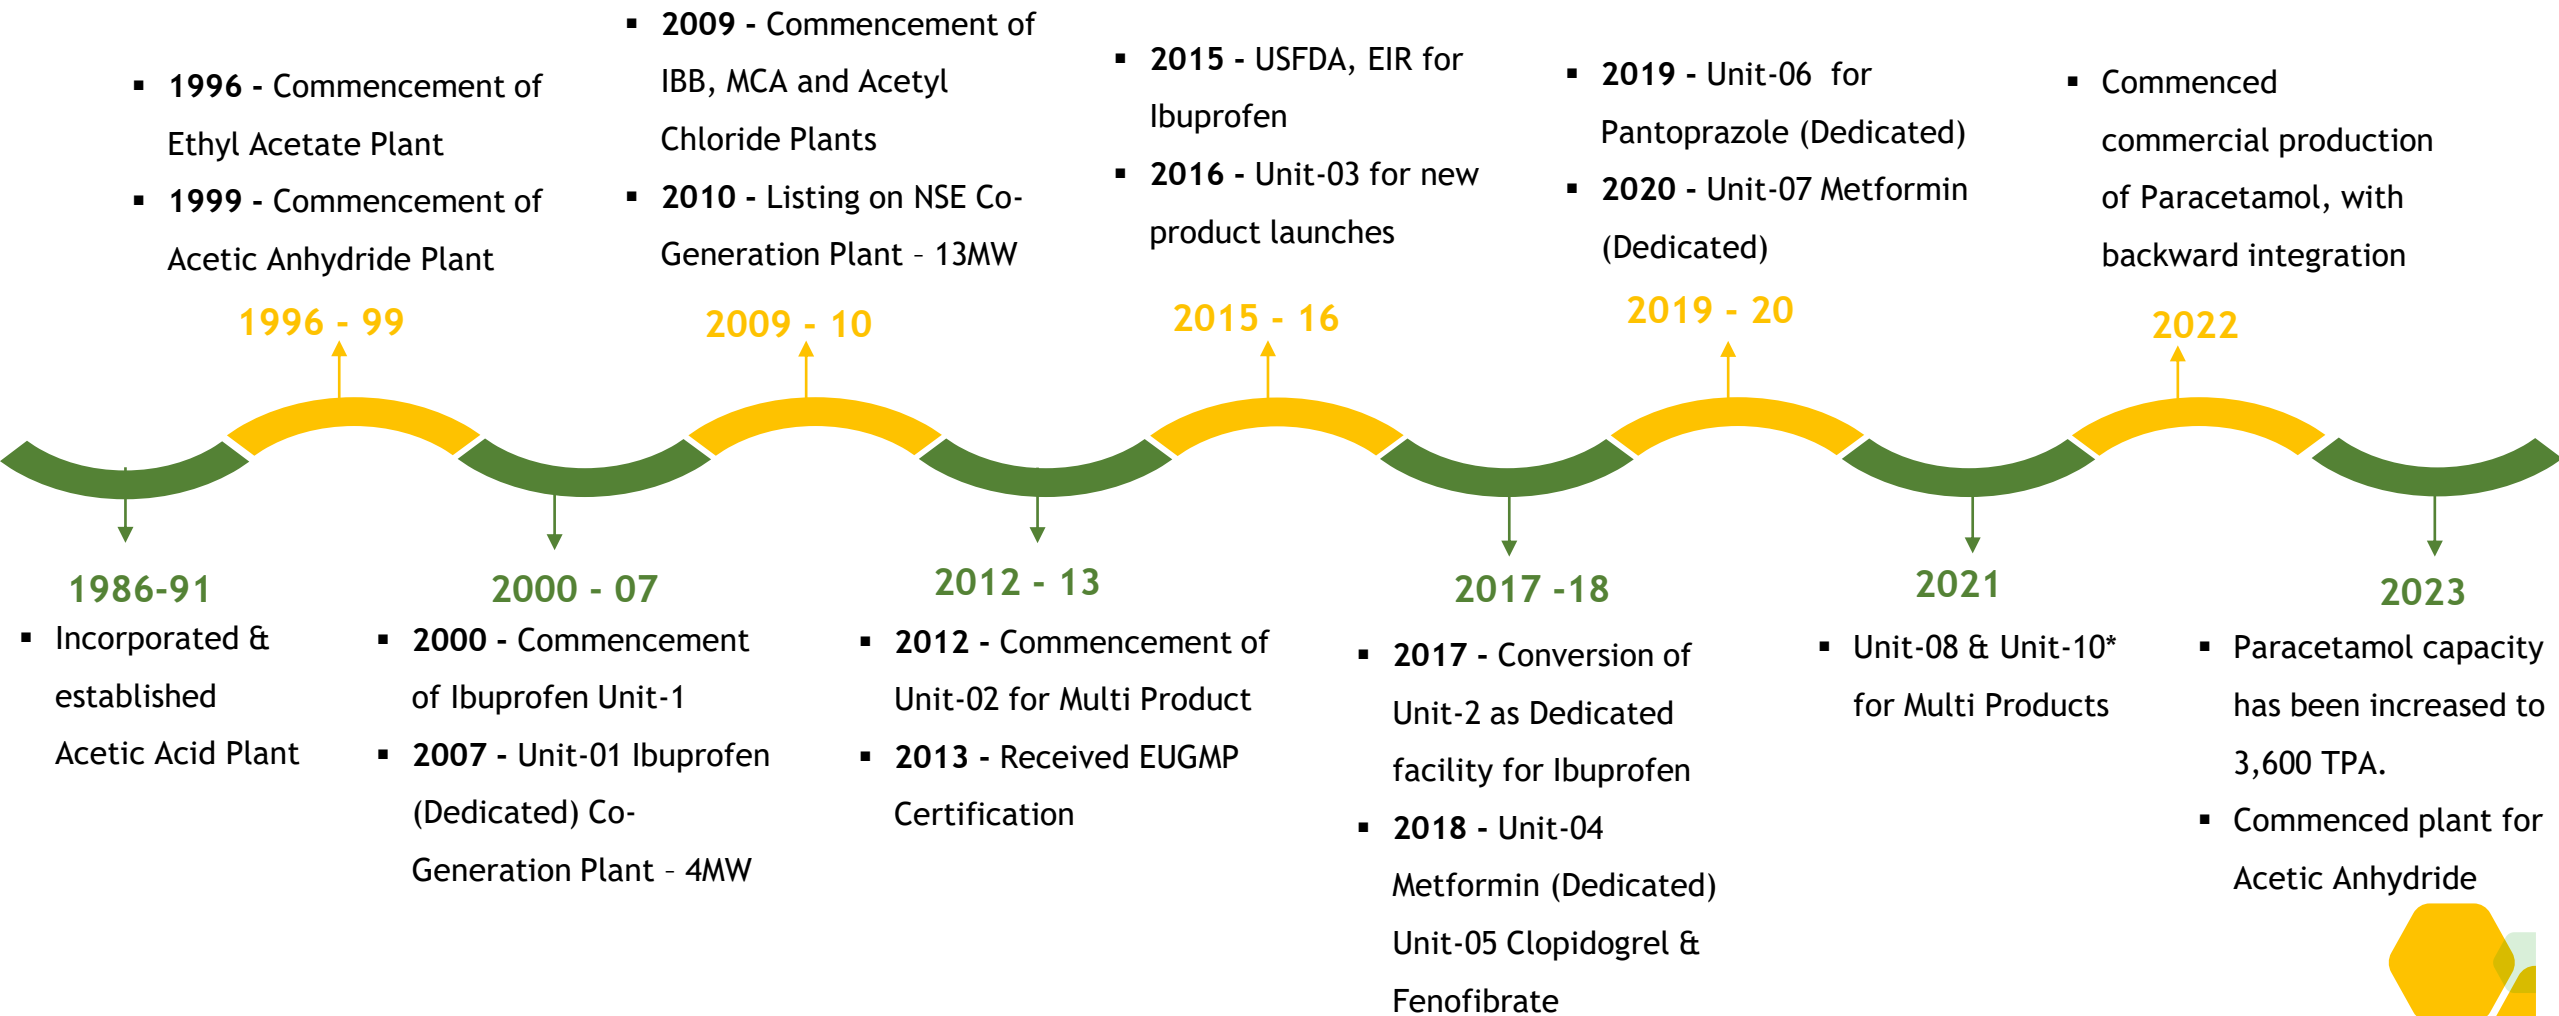 ▪ 1996 - Commencement of
Ethyl Acetate Plant
▪ 1999 - Commencement of
Acetic Anhydride Plant
1996 - 99
▪ 2009 - Commencement of
IBB, MCA and Acetyl
Chloride Plants
▪ 2010 - Listing on NSE Co-
Generation Plant – 13MW
2009 - 10
▪ 2015 - USFDA, EIR for
Ibuprofen
▪ 2016 - Unit-03 for new
product launches
2015 - 16
▪ 2019 - Unit-06 for
Pantoprazole (Dedicated)
▪ 2020 - Unit-07 Metformin
(Dedicated)
2019 - 20
▪ Commenced
commercial production
of Paracetamol, with
backward integration
2022
1986-91
▪ Incorporated &
established
Acetic Acid Plant
2000 - 07
▪ 2000 - Commencement
of Ibuprofen Unit-1
▪ 2007 - Unit-01 Ibuprofen
(Dedicated) Co-
Generation Plant – 4MW
2012 - 13
▪ 2012 - Commencement of
Unit-02 for Multi Product
▪ 2013 - Received EUGMP
Certification
2017 -18
▪ 2017 - Conversion of
Unit-2 as Dedicated
facility for Ibuprofen
▪ 2018 - Unit-04
Metformin (Dedicated)
Unit-05 Clopidogrel &
Fenofibrate
2021
▪ Unit-08 & Unit-10*
for Multi Products
2023
▪ Paracetamol capacity
has been increased to
3,600 TPA.
▪ Commenced plant for
Acetic Anhydride